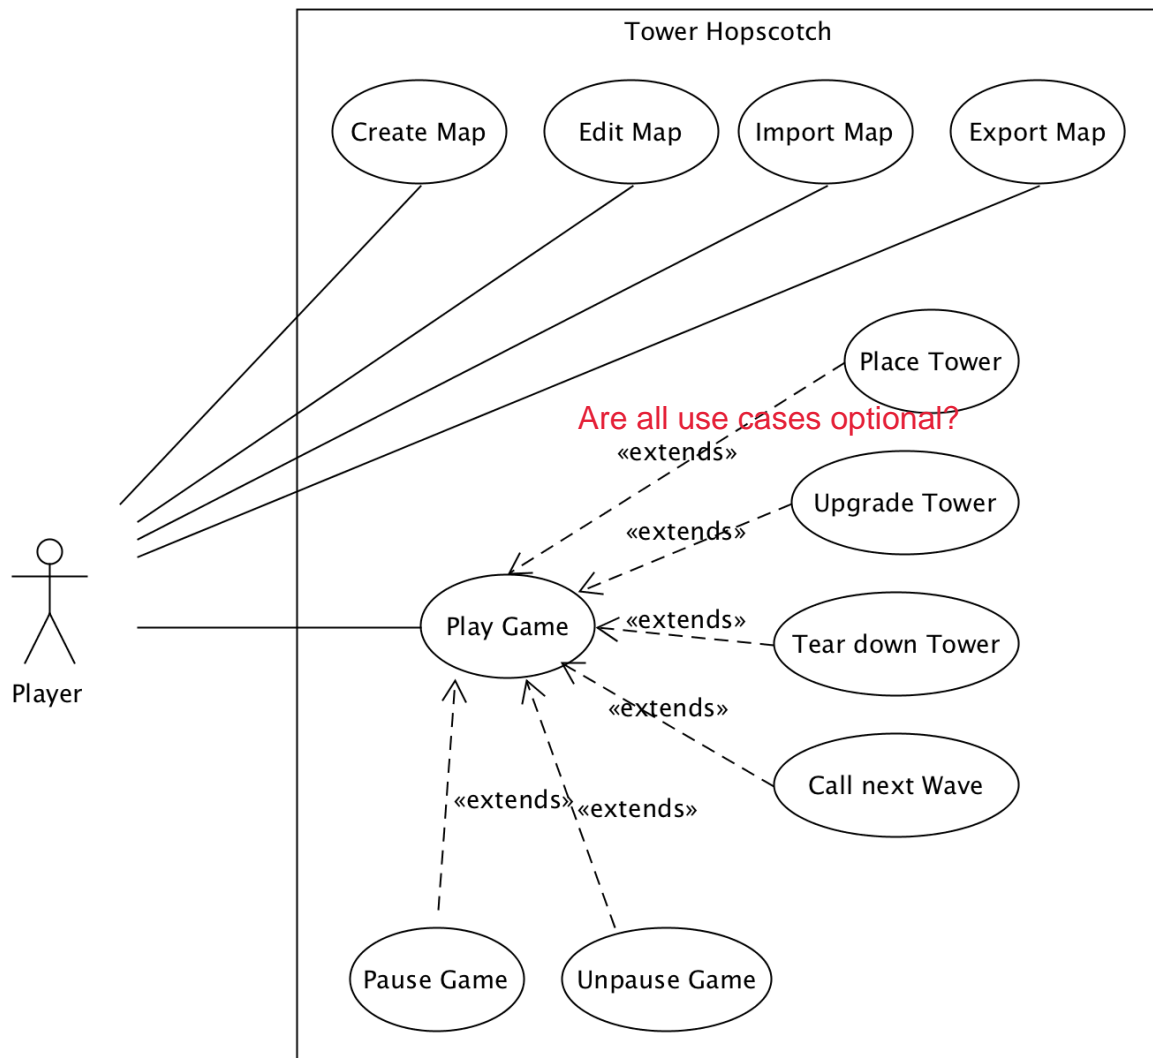 Tower Hopscotch
Create Map
Edit Map
Import Map
Export Map
Place Tower
Are all use cases optional?
«extends»
Upgrade Tower
«extends»
Play Game
«extends»
Tear down Tower
Player
«extends»
Call next Wave
«extends»
«extends»
Pause Game
Unpause Game